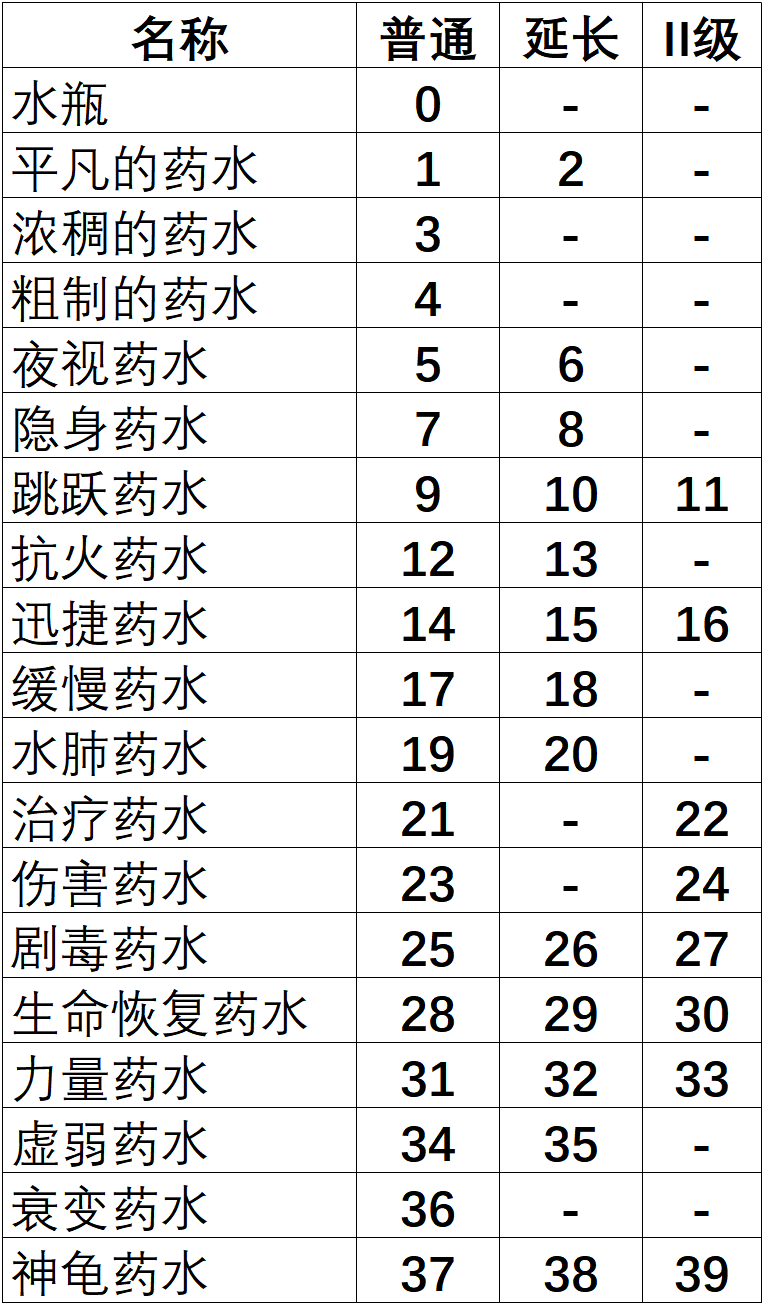 名称 普通 延长 II级
水瓶 0 - -
平凡的药水 1 2 -
浓稠的药水 3 - -
粗制的药水 4 - -
夜视药水 5 6 -
隐身药水 7 8 -
跳跃药水 9 10 11
抗火药水 12 13 -
迅捷药水 14 15 16
缓慢药水 17 18 -
水肺药水 19 20 -
治疗药水 21 - 22
伤害药水 23 - 24
剧毒药水 25 26 27
生命恢复药水 28 29 30
力量药水 31 32 33
虚弱药水 34 35 -
衰变药水 36 - -
神龟药水 37 38 39